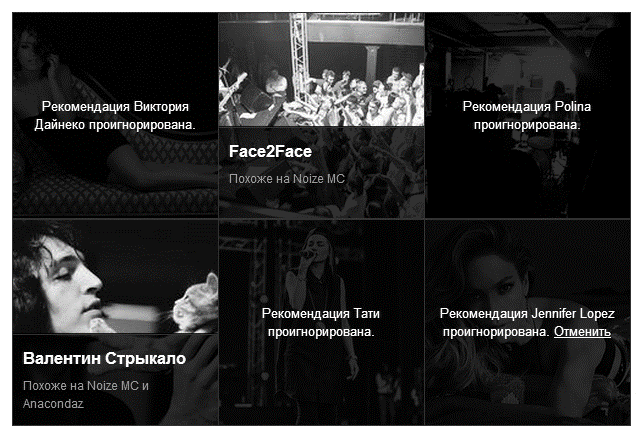 Рекомендация Виктория
Дайнеко проигнорирована.
Face2Face
Похоже на Noize MC
Рекомендация Polina
проигнорирована.
Валентин Стрыкало
Похоже на Noize MC и
Anacondaz
Рекомендация Тати
проигнорирована.
Рекомендация Jennifer Lopez
проигнорирована. Отменить